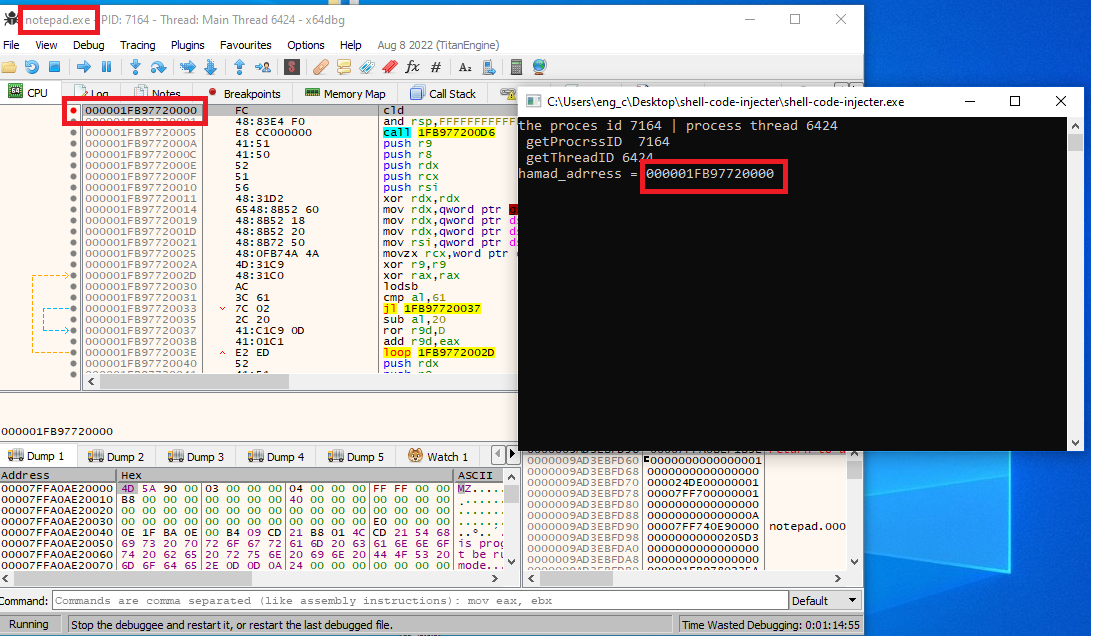 notepad.exe - PID: 7164 - Thread: Main Thread 6424 - x64dbg
File View Debug Tracing Plugins Favourites Options Help Aug 8 2022 (TitanEngine)
CPU Log Notes Breakpoints Memory Map Call Stack
000001FB97720000 FC cld
48:83E4 F0 and rsp,FFFFFFFFFFF
000001FB97720005 E8 CC000000 call 1FB977200D6
000001FB9772000A 41:51 push r9
000001FB9772000C 41:50 push r8
000001FB9772000E 52 push rdx
000001FB9772000F 51 push rcx
000001FB97720010 56 push rsi
000001FB97720011 48:31D2 xor rdx,rdx
000001FB97720014 6548:8B52 60 mov rdx,qword ptr
000001FB97720019 48:8B52 18 mov rdx,qword ptr d
000001FB9772001D 48:8B52 20 mov rdx,qword ptr d
000001FB97720021 48:8B72 50 mov rsi,qword ptr d
000001FB97720025 48:0FB74A 4A movzx rcx,word ptr
000001FB9772002A 4D:31C9 xor r9,r9
000001FB9772002D 48:31C0 xor rax,rax
000001FB97720030 AC lodsb
000001FB97720031 3C 61 cmp al,61
000001FB97720033 7C 02 jl 1FB97720037
000001FB97720035 2C 20 sub al,20
000001FB97720037 41:C1C9 0D ror r9d,D
000001FB9772003B 41:01C1 add r9d,eax
000001FB9772003E E2 ED loop 1FB9772002D
000001FB97720040 52 push rdx
C:\Users\eng_c\Desktop\shell-code-injecter\shell-code-injecter.exe
the proces id 7164 | process thread 6424
getProcrssID 7164
getThreadID 6424
hamad_adrress = 000001FB97720000
000001FB97720000
Dump 1 Dump 2 Dump 3 Dump 4 Dump 5 Watch 1
Address Hex ASCII
00007FFA0AE20000 4D 5A 90 00 03 00 00 00 04 00 00 00 FF FF 00 00 MZ......
00007FFA0AE20010 B8 00 00 00 00 00 00 00 40 00 00 00 00 00 00 00
00007FFA0AE20020 00 00 00 00 00 00 00 00 00 00 00 00 00 00 00 00
00007FFA0AE20030 00 00 00 00 00 00 00 00 00 00 00 00 E0 00 00 00
00007FFA0AE20040 0E 1F BA 0E 00 B4 09 CD 21 B8 01 4C CD 21 54 68
00007FFA0AE20050 69 73 20 70 72 6F 67 72 61 6D 20 63 61 6E 6E 6F is prog
00007FFA0AE20060 74 20 62 65 20 72 75 6E 20 69 6E 20 44 4F 53 20 t be ru
00007FFA0AE20070 6D 6F 64 65 2E 0D 0D 0A 24 00 00 00 00 00 00 00 mode....
0000009AD3EBFD60 0000000000000001
0000009AD3EBFD68 0000000000000000
0000009AD3EBFD70 000024DE00000001
0000009AD3EBFD78 00007FF700000001
0000009AD3EBFD80 0000000000000000
0000009AD3EBFD88 000000000000000A
0000009AD3EBFD90 00007FF740E90000 notepad.000
0000009AD3EBFD98 00000000000205D3
0000009AD3EBFDA0 0000000000000000
0000009AD3EBFDA8 0000000000000000
Command: Commands are comma separated (like assembly instructions): mov eax, ebx Default
Running Stop the debuggee and restart it, or restart the last debugged file. Time Wasted Debugging: 0:01:14:55